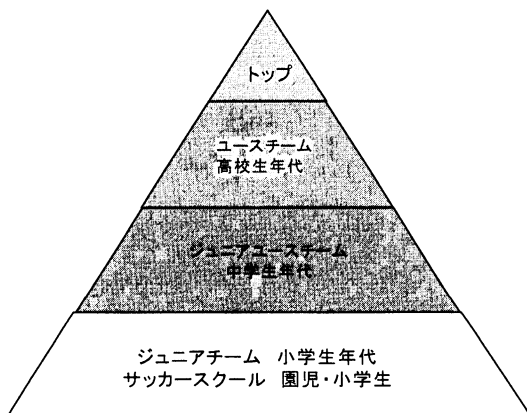 トップ
ユースチーム
高校生年代
ジュニアユースチーム
中学生年代
ジュニアチーム　小学生年代
サッカースクール　園児・小学生